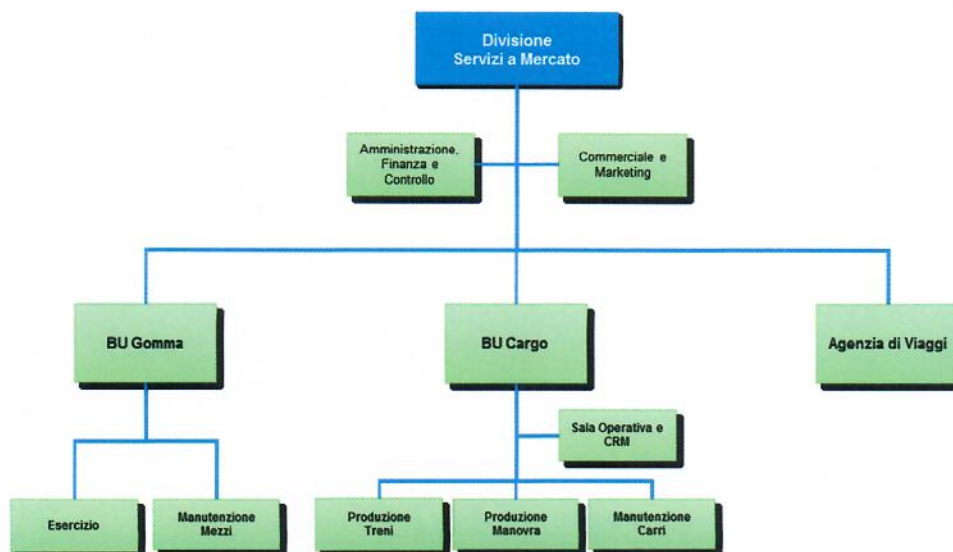 Divisione
Servizi a Mercato
Amministrazione,
Finanza e
Controllo
Commerciale e
Marketing
BU Gomma
BU Cargo
Agenzia di Viaggi
Sala Operativa e
CRM
Esercizio
Manutenzione
Mezzi
Produzione
Treni
Produzione
Manovra
Manutenzione
Carri